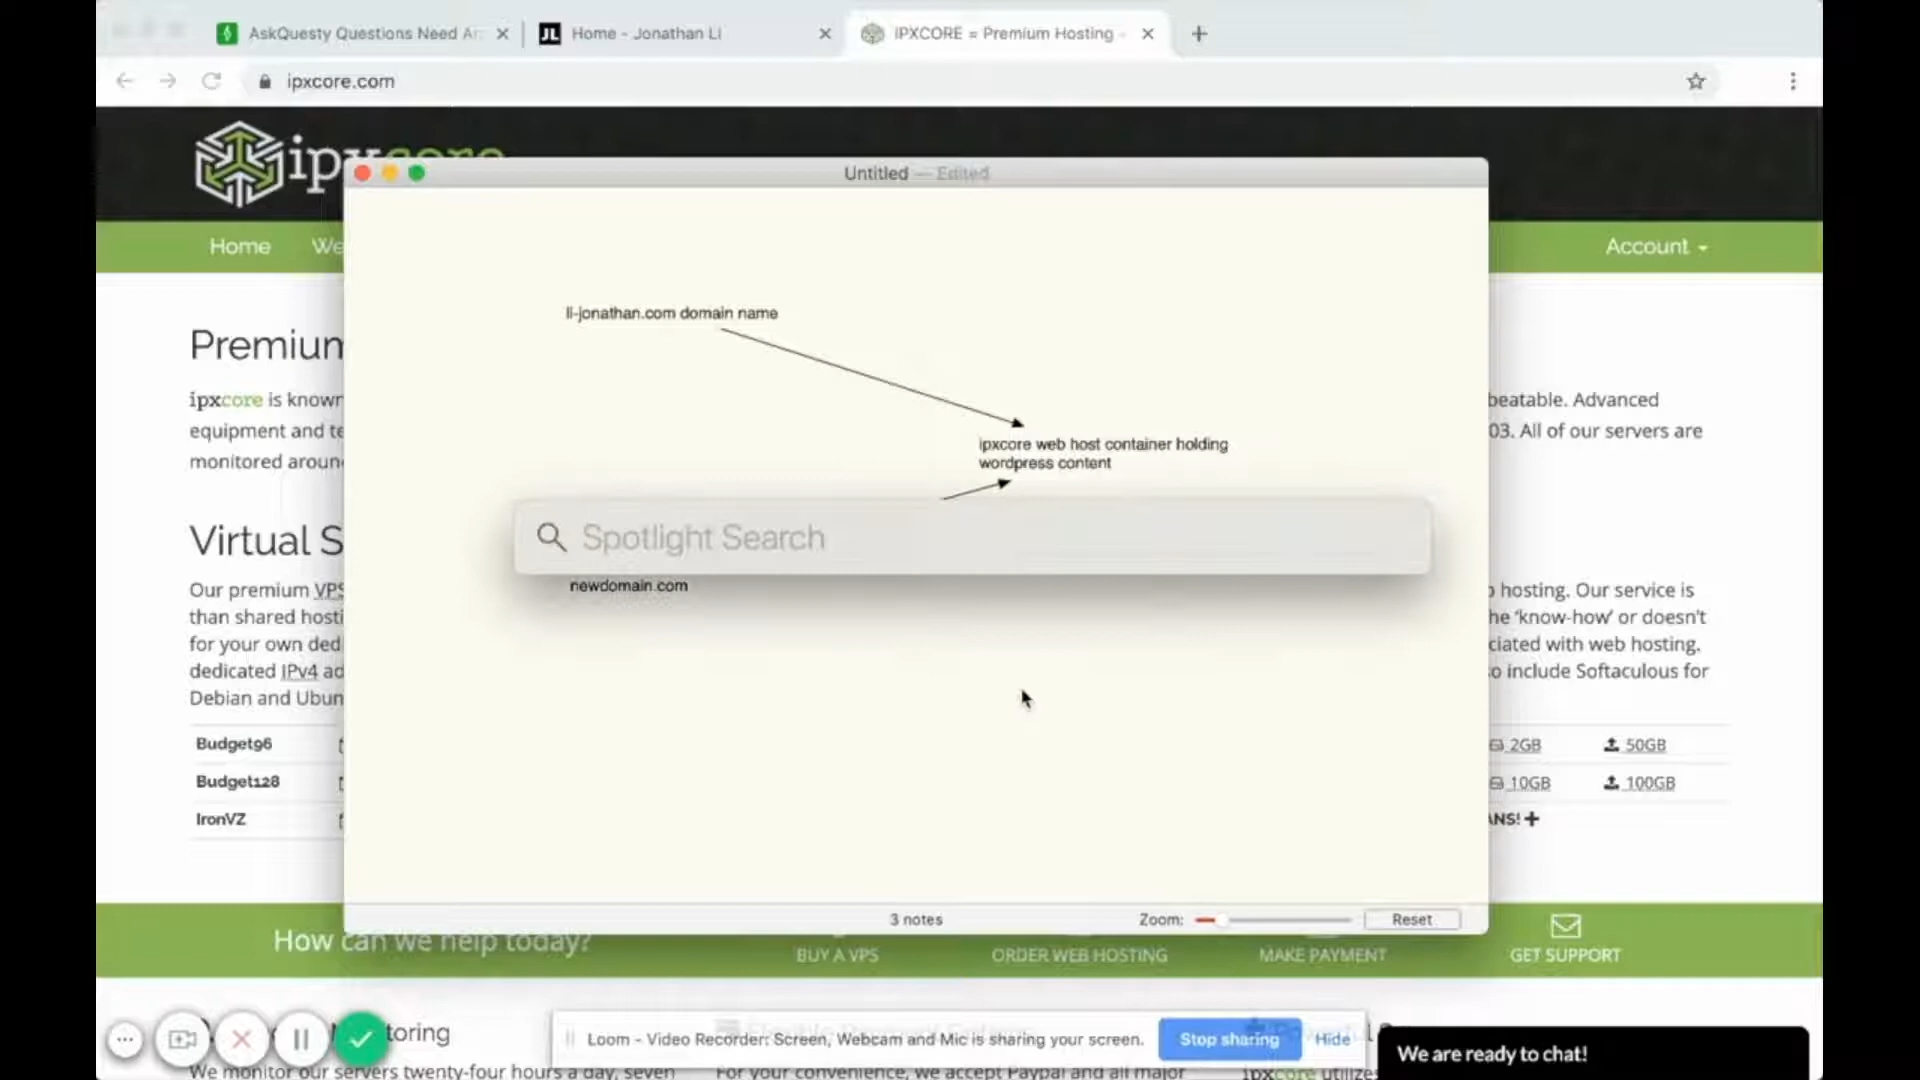 AskQuesty Questions Need An
Home - Jonathan Li
IPXCORE = Premium Hosting -
ipxcore.com
Untitled — Edited
Home
We
Account
li-jonathan.com domain name
ipxcore web host container holding
wordpress content
Spotlight Search
newdomain.com
Premium
ipxcore is known
equipment and te
monitored aroun
beatable. Advanced
03. All of our servers are
Virtual S
Our premium VPS
than shared hosti
for your own ded
dedicated IPv4 ad
Debian and Ubun
hosting. Our service is
he ‘know-how’ or doesn’t
ciated with web hosting.
o include Softaculous for
Budget96
2GB
50GB
Budget128
10GB
100GB
IronVZ
ANS!
3 notes
Zoom:
Reset
How can we help today?
BUY A VPS
ORDER WEB HOSTING
MAKE PAYMENT
GET SUPPORT
toring
Loom - Video Recorder: Screen, Webcam and Mic is sharing your screen.
Stop sharing
Hide
We are ready to chat!
We monitor our servers twenty-four hours a day, seven
For your convenience, we accept Paypal and all major
ipxcore utilizes